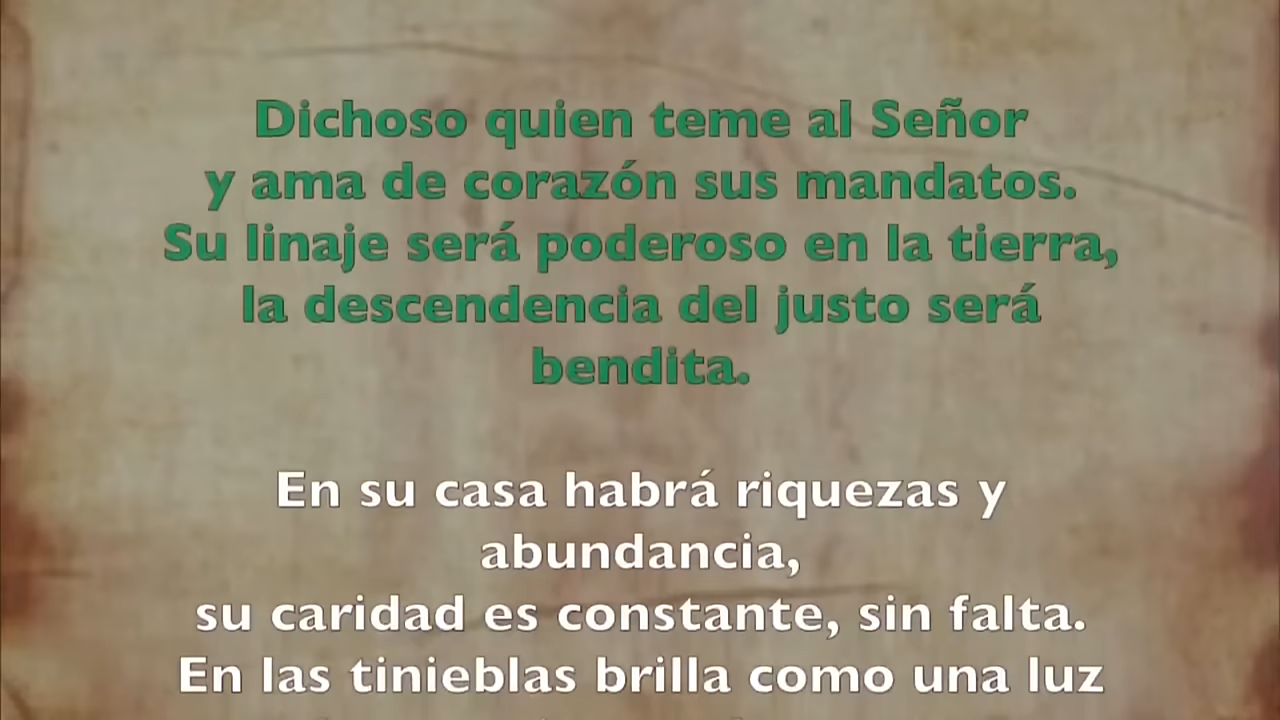 Dichoso quien teme al Señor
y ama de corazón sus mandatos.
Su linaje será poderoso en la tierra,
la descendencia del justo será
bendita.
En su casa habrá riquezas y
abundancia,
su caridad es constante, sin falta.
En las tinieblas brilla como una luz